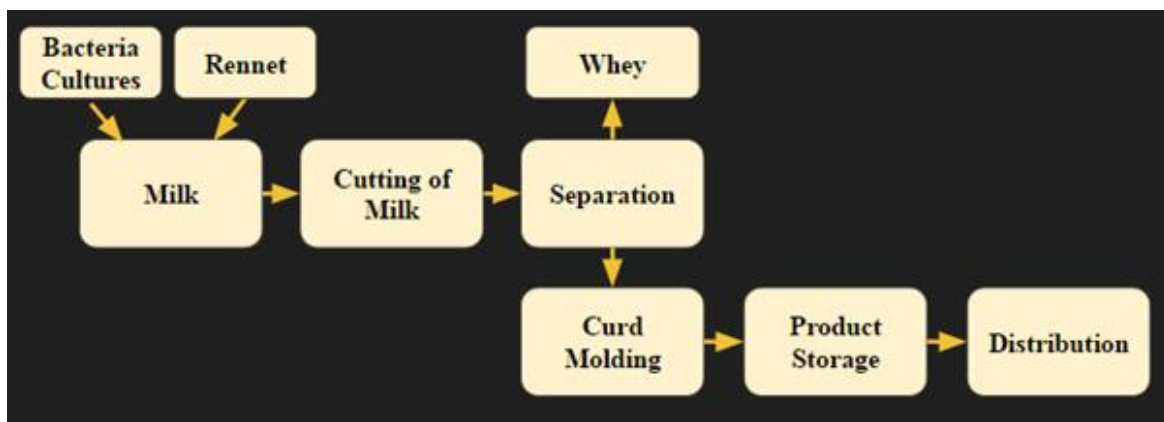 Bacteria
Cultures
Rennet
Whey
Milk
Cutting of
Milk
Separation
Curd
Molding
Product
Storage
Distribution